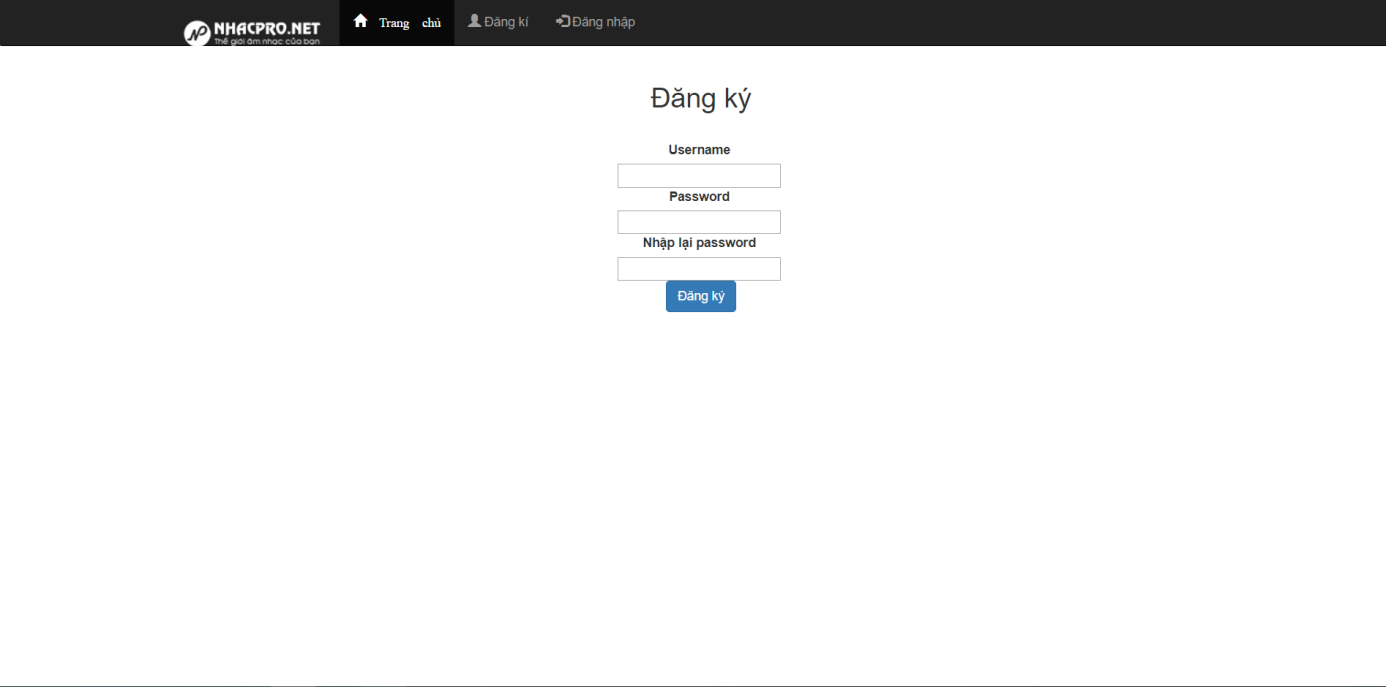 NHACPRO.NET
Thế giới âm nhạc của bạn
Trang chủ
Đăng kí
Đăng nhập
Đăng ký
Username
Password
Nhập lại password
Đăng ký